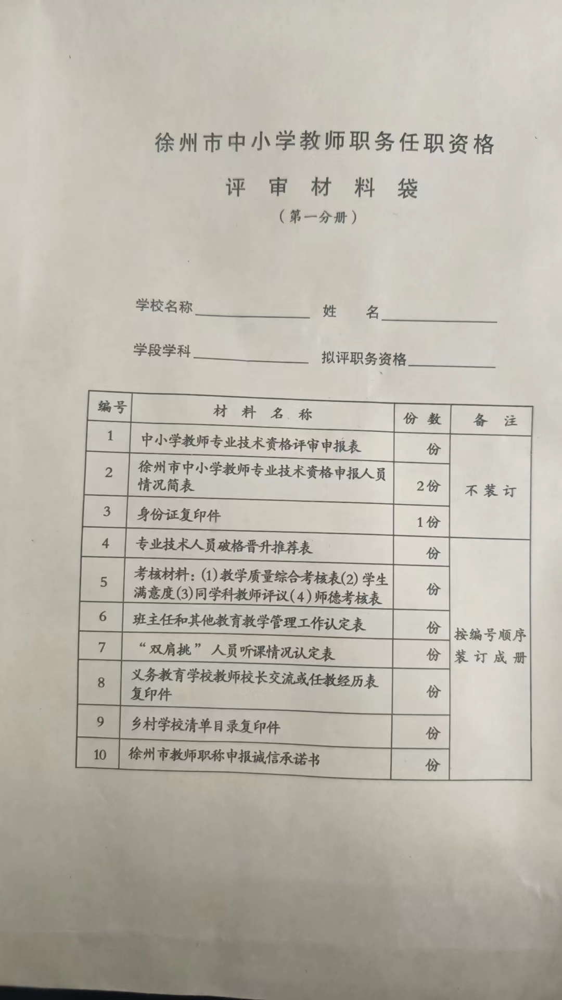 徐州市中小学教师职务任职资格
评审材料袋
（第一分册）
学校名称 姓 名
学段学科 拟评职务资格
编号 材料名称 份数 备注
1 中小学教师专业技术资格评审申报表 份
2 徐州市中小学教师专业技术资格申报人员
情况简表 2份 不装订
3 身份证复印件 1份
4 专业技术人员破格晋升推荐表 份
5 考核材料：(1)教学质量综合考核表(2)学生
满意度(3)同学科教师评议(4)师德考核表 份
6 班主任和其他教育教学管理工作认定表 份
按编号顺序
装订成册
7 “双肩挑” 人员听课情况认定表 份
8 义务教育学校教师校长交流或任教经历表
复印件 份
9 乡村学校清单目录复印件 份
10 徐州市教师职称申报诚信承诺书 份